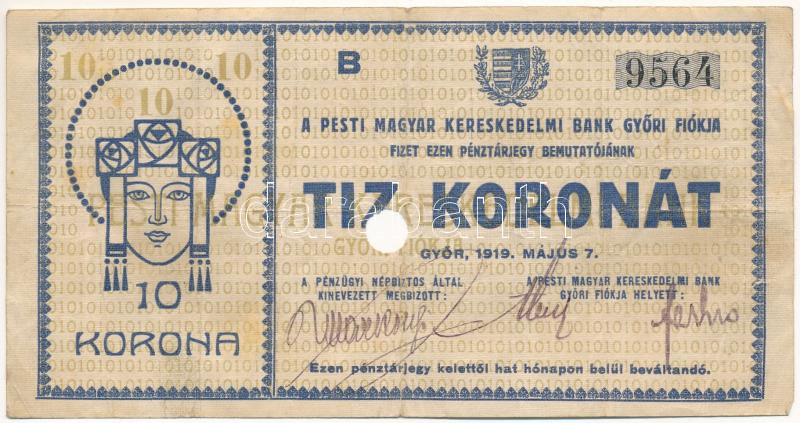 10 10
10
B
9564
A PESTI MAGYAR KERESKEDELMI BANK GYŐRI FIÓKJA
FIZET EZEN PÉNZTÁRJEGY BEMUTATÓJÁNAK
TIZ KORONÁT
GYŐR, 1919. MÁJUS 7.
A PÉNZÜGYI NÉPBIZTOS ÁLTAL
KINEVEZETT MEGBIZOTT:
A PESTI MAGYAR KERESKEDELMI BANK
GYŐRI FIÓKJA HELYETT:
Ezen pénztárjegy kelettől hat hónapon belül beváltandó.
10
KORONA
darabanth.com